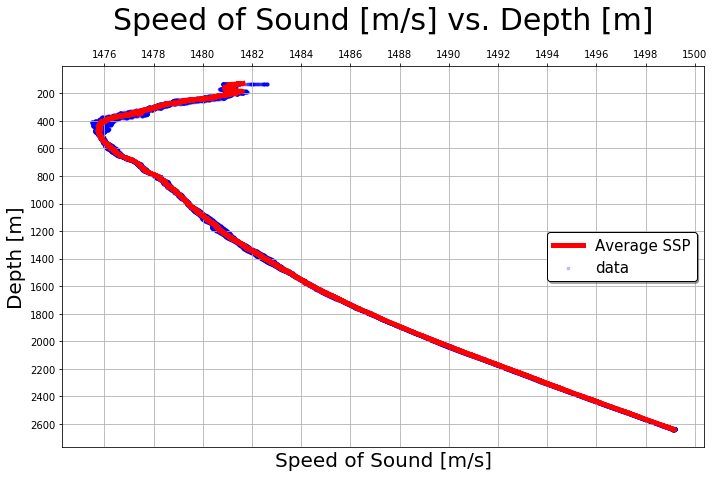 Speed of Sound [m/s] vs. Depth [m]
1476 1478 1480 1482 1484 1486 1488 1490 1492 1494 1496 1498 1500
200
400
600
800
1000
1200
1400
1600
1800
2000
2200
2400
2600
Depth [m]
Average SSP
data
Speed of Sound [m/s]